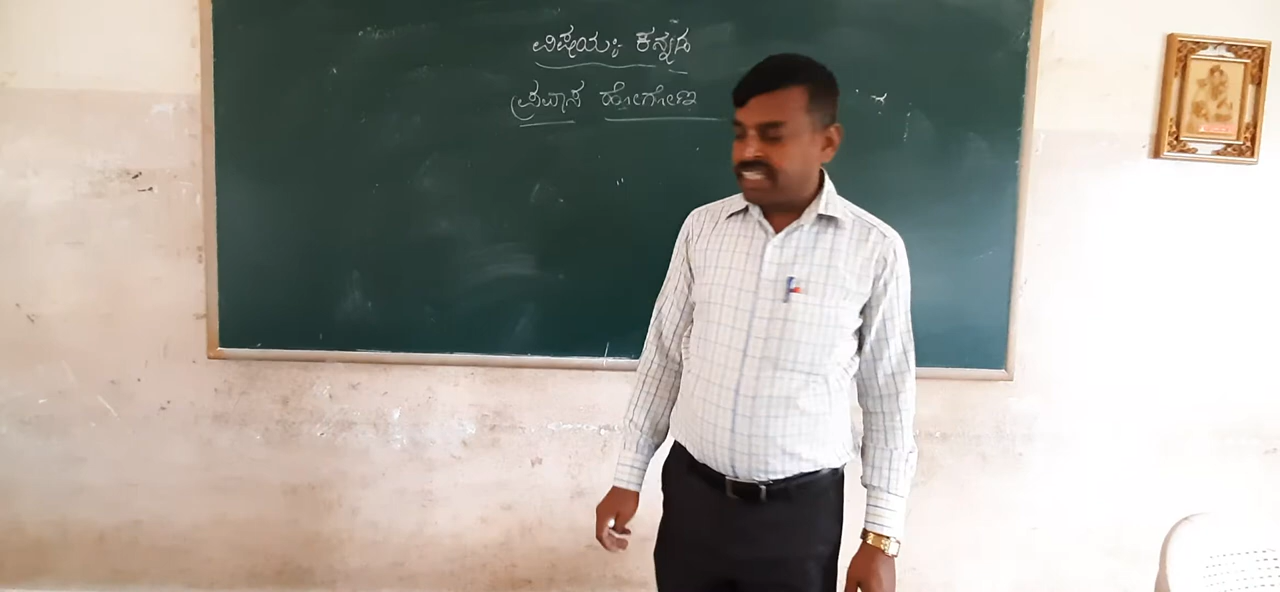 ವಿಷಯ: ಕನ್ನಡ
ಪ್ರವಾಸ ಹೋಗೋಣ